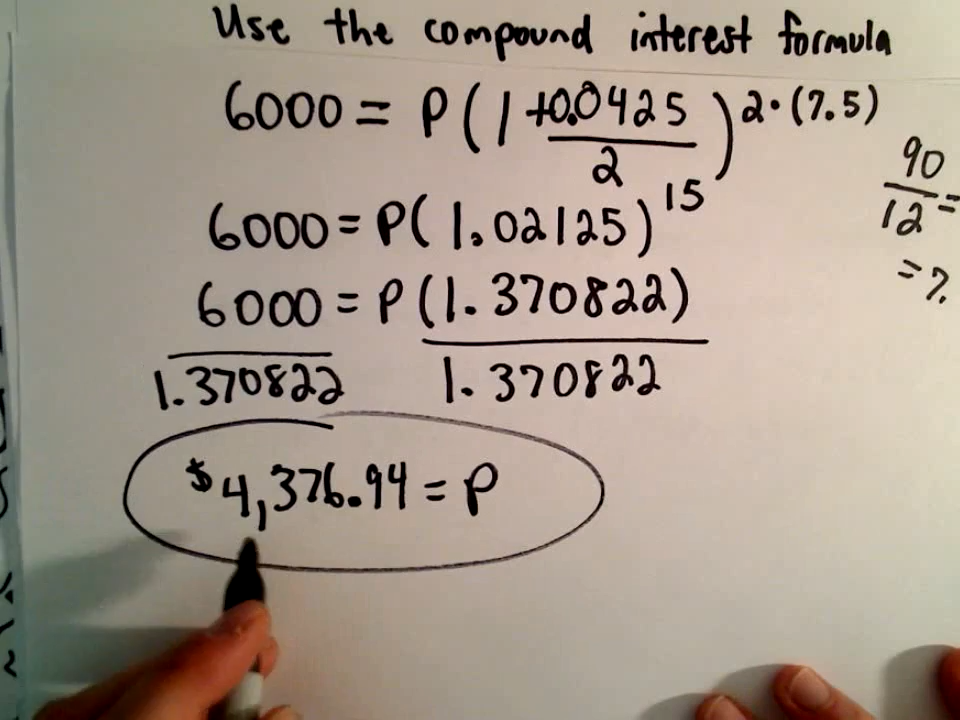 Use the compound interest formula
6000 = P(1+0.0425/2)^2·(7.5)
6000 = P(1.02125)^15
6000 = P(1.370822)
1.370822 1.370822
$4,376.94 = P
90/12 =
= 7.